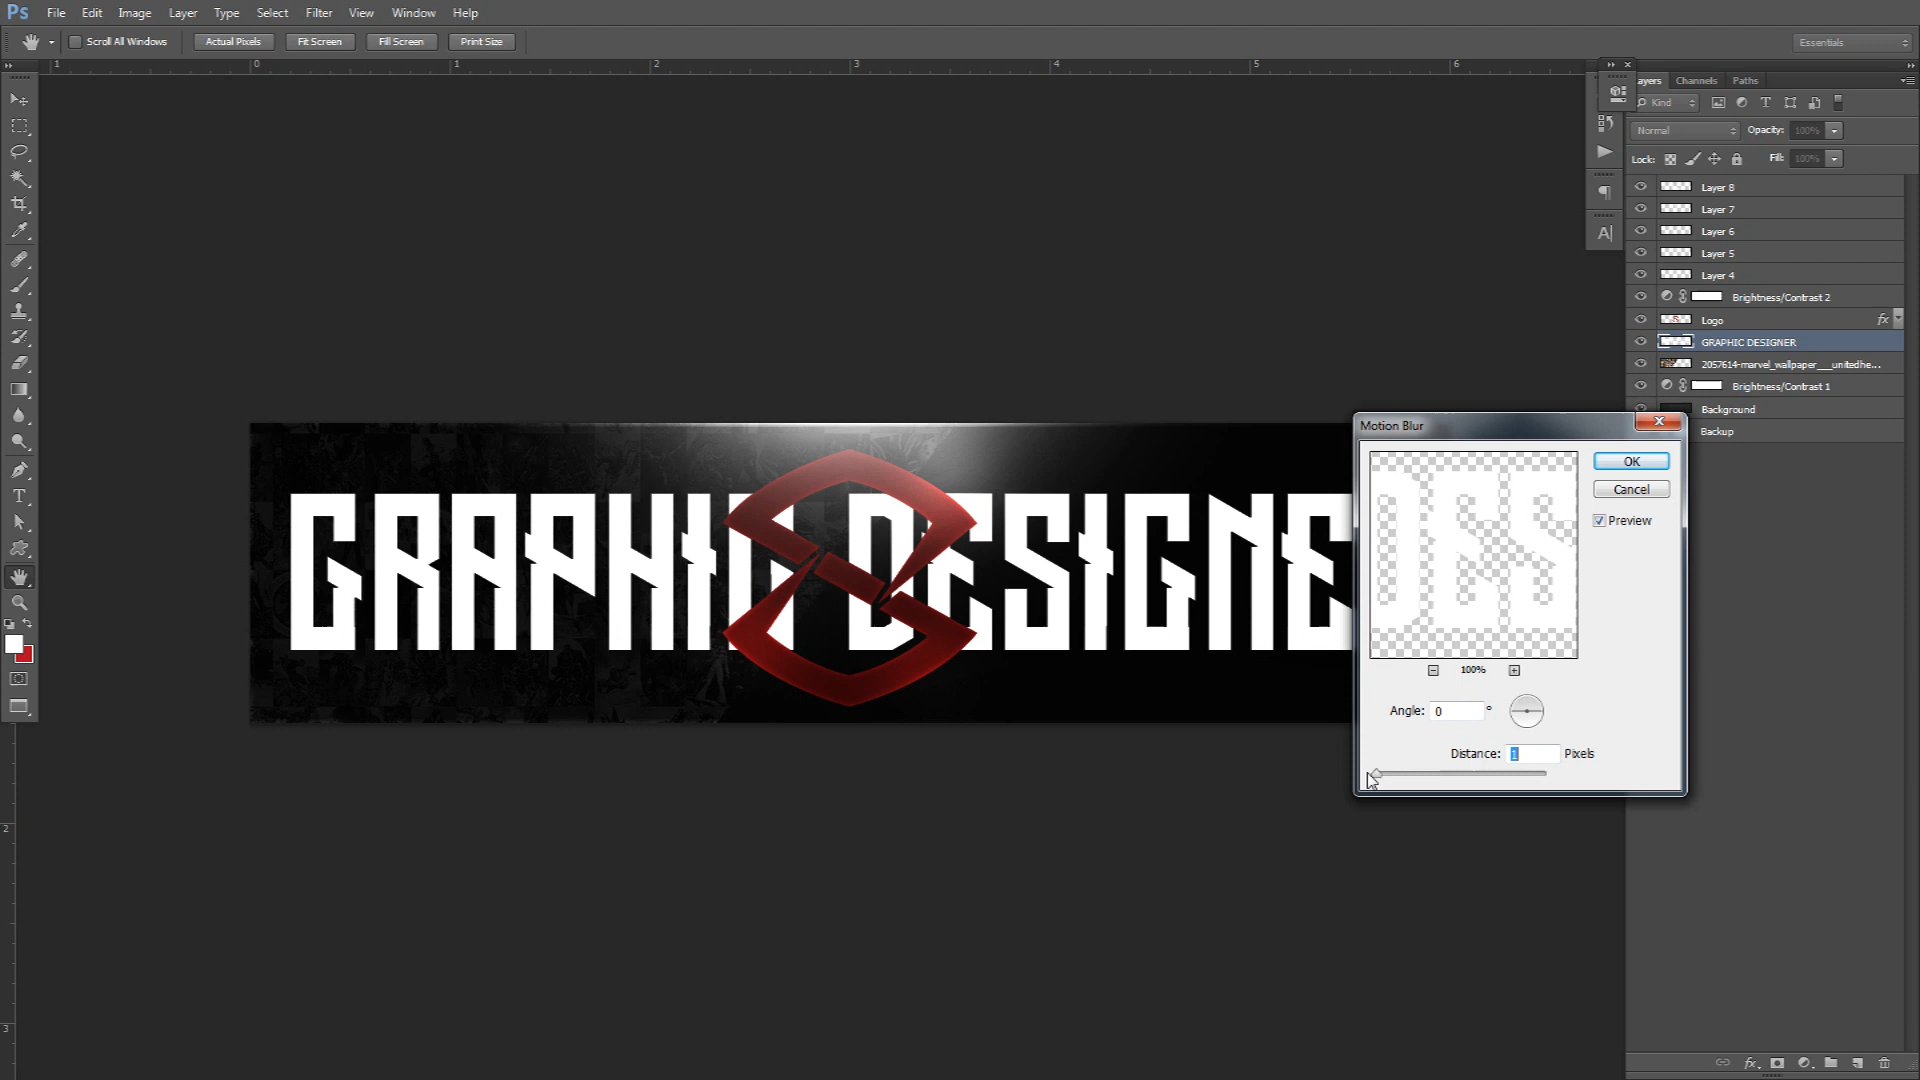 Ps File Edit Image Layer Type Select Filter View Window Help
Scroll All Windows Actual Pixels Fit Screen Fill Screen Print Size Essentials
1 0 1 2 3 4 5 6
ayers Channels Paths
Kind
Normal Opacity: 100%
Lock: Fill: 100%
Layer 8
Layer 7
Layer 6
Layer 5
Layer 4
Brightness/Contrast 2
Logo fx
GRAPHIC DESIGNER
2057614-marvel_wallpaper___unitedhe...
Brightness/Contrast 1
Background
Backup
GRAPHIC DESIGNE
Motion Blur
DES
OK
Cancel
Preview
100%
Angle: 0 °
Distance: 1 Pixels
2
3